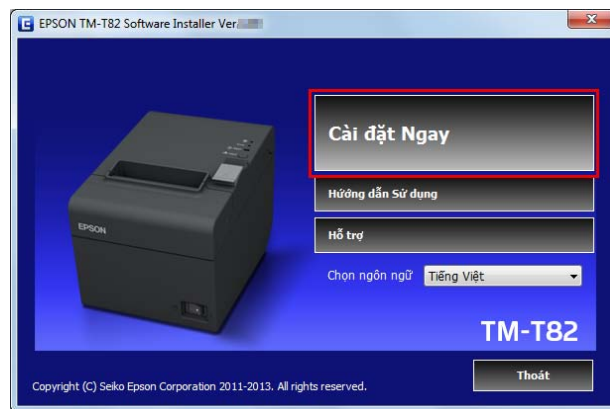 EPSON TM-T82 Software Installer Ver.
Cài đặt Ngay
Hướng dẫn Sử dụng
Hỗ trợ
Chọn ngôn ngữ Tiếng Việt
EPSON
TM-T82
Thoát
Copyright (C) Seiko Epson Corporation 2011-2013. All rights reserved.